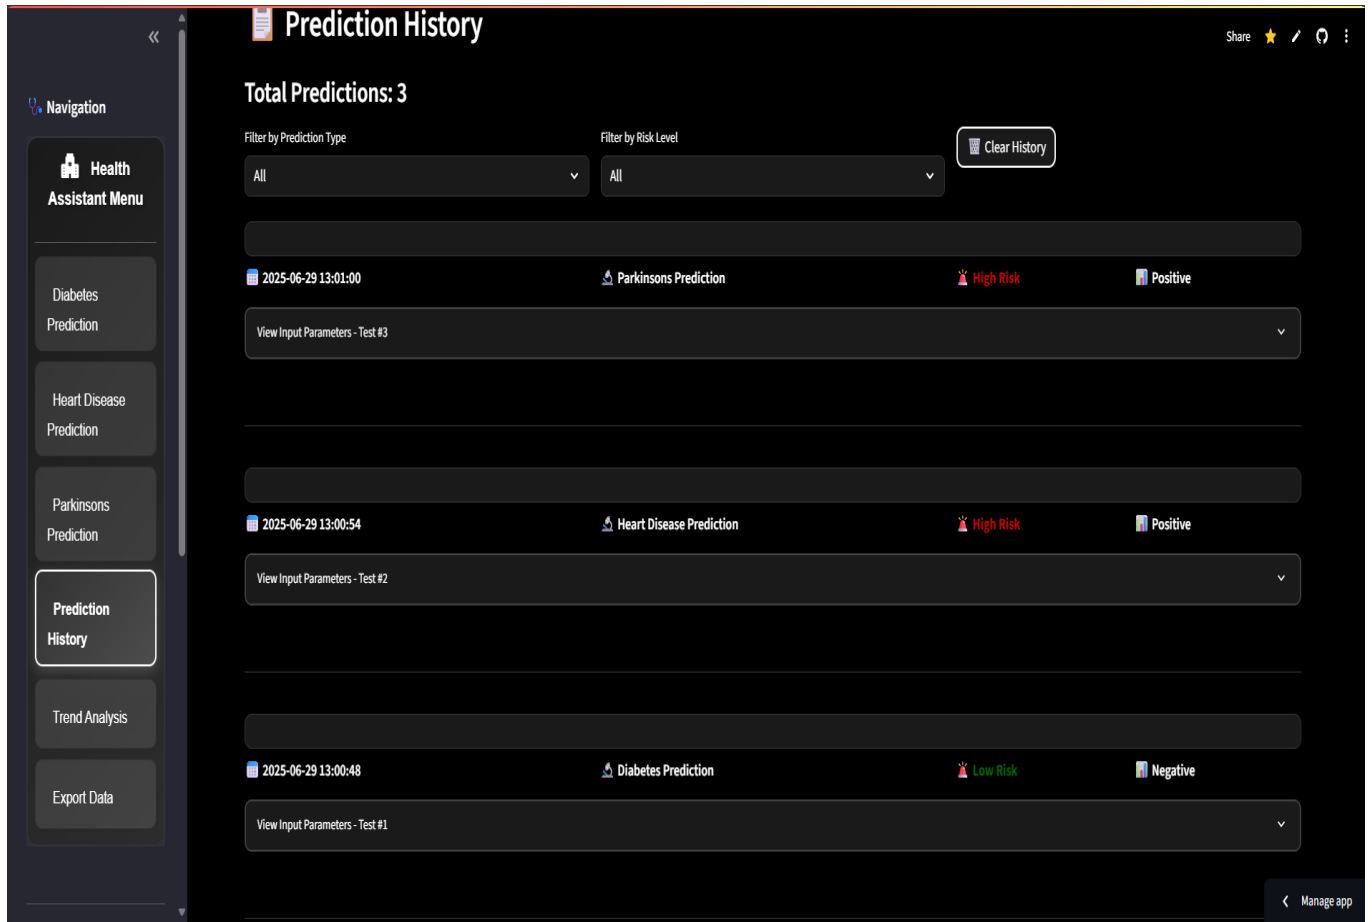 Navigation
Health
Assistant Menu
Diabetes
Prediction
Heart Disease
Prediction
Parkinsons
Prediction
Prediction
History
Trend Analysis
Export Data
Prediction History
Share
Total Predictions: 3
Filter by Prediction Type
Filter by Risk Level
All
All
Clear History
2025-06-29 13:01:00 Parkinsons Prediction High Risk Positive
View Input Parameters - Test #3
2025-06-29 13:00:54 Heart Disease Prediction High Risk Positive
View Input Parameters - Test #2
2025-06-29 13:00:48 Diabetes Prediction Low Risk Negative
View Input Parameters - Test #1
Manage app